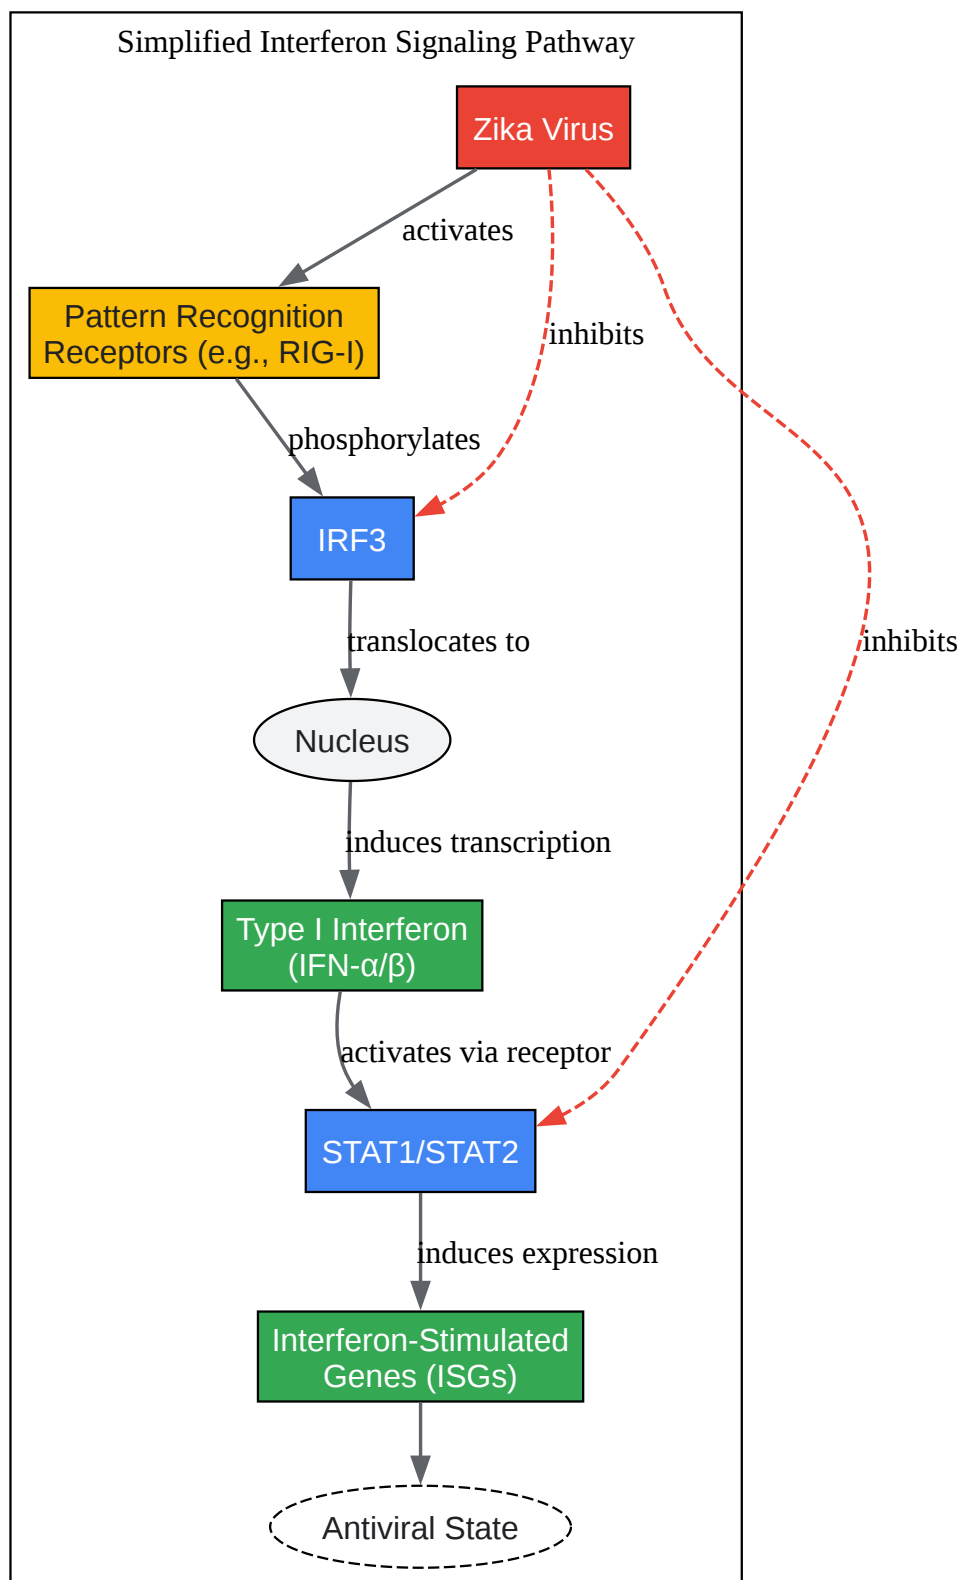 Simplified Interferon Signaling Pathway
Zika Virus
activates
Pattern Recognition
Receptors (e.g., RIG-I)
inhibits
phosphorylates
IRF3
translocates to
inhibits
Nucleus
induces transcription
Type I Interferon
(IFN-α/β)
activates via receptor
STAT1/STAT2
induces expression
Interferon-Stimulated
Genes (ISGs)
Antiviral State